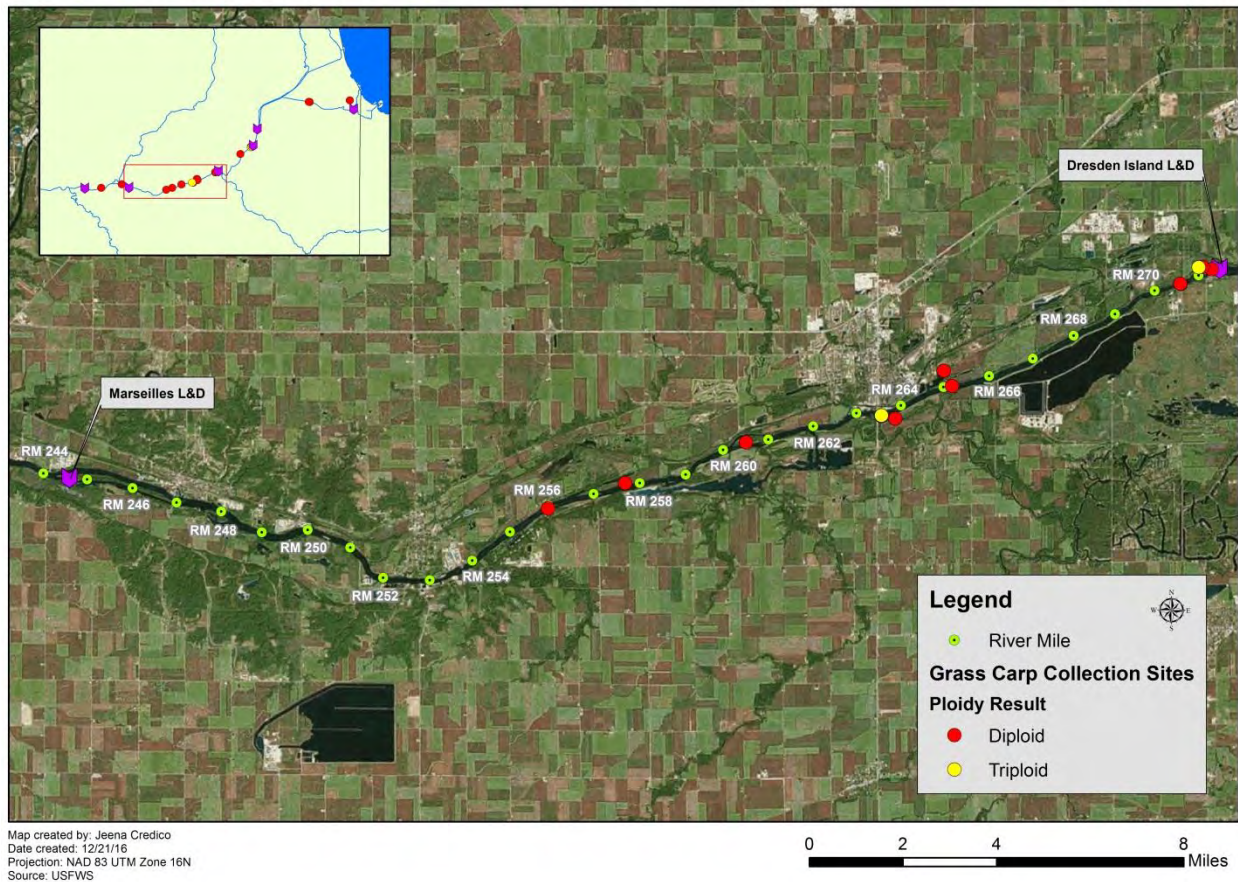 Dresden Island L&D
RM 270
RM 268
RM 266
RM 264
RM 262
RM 260
RM 258
RM 256
RM 254
RM 252
RM 250
RM 248
RM 246
RM 244
Marseilles L&D
Legend
N
W E
S
River Mile
Grass Carp Collection Sites
Ploidy Result
Diploid
Triploid
Map created by: Jeena Credico
Date created: 12/21/16
Projection: NAD 83 UTM Zone 16N
Source: USFWS
0 2 4 8
Miles